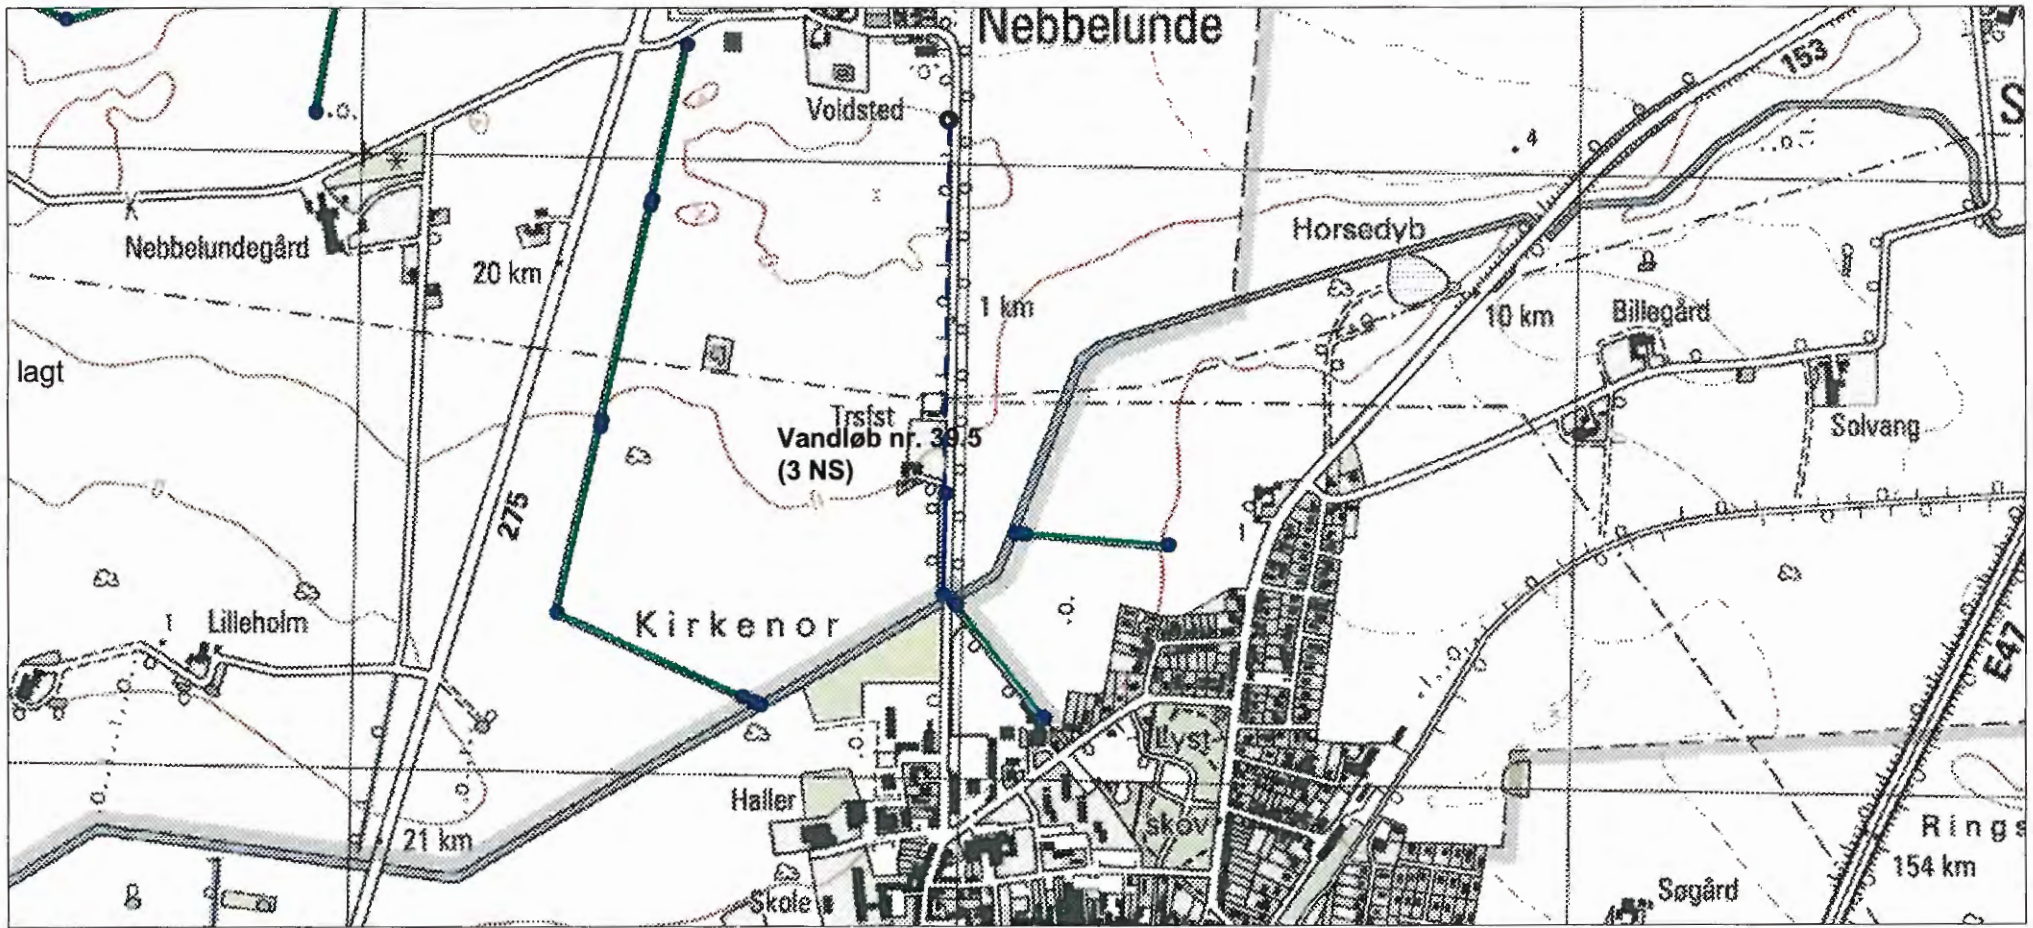 Nebbelunde
153
S
Voldsted
4
Nebbelundegård
20 km
Horsedyb
1 km
10 km
Billegård
lagt
Trsfst
Vandløb nr. 39.5
(3 NS)
Solvang
275
Lilleholm
Kirkenor
E47
Lyst-
skov
Haller
21 km
Rings
154 km
Skole
Søgård